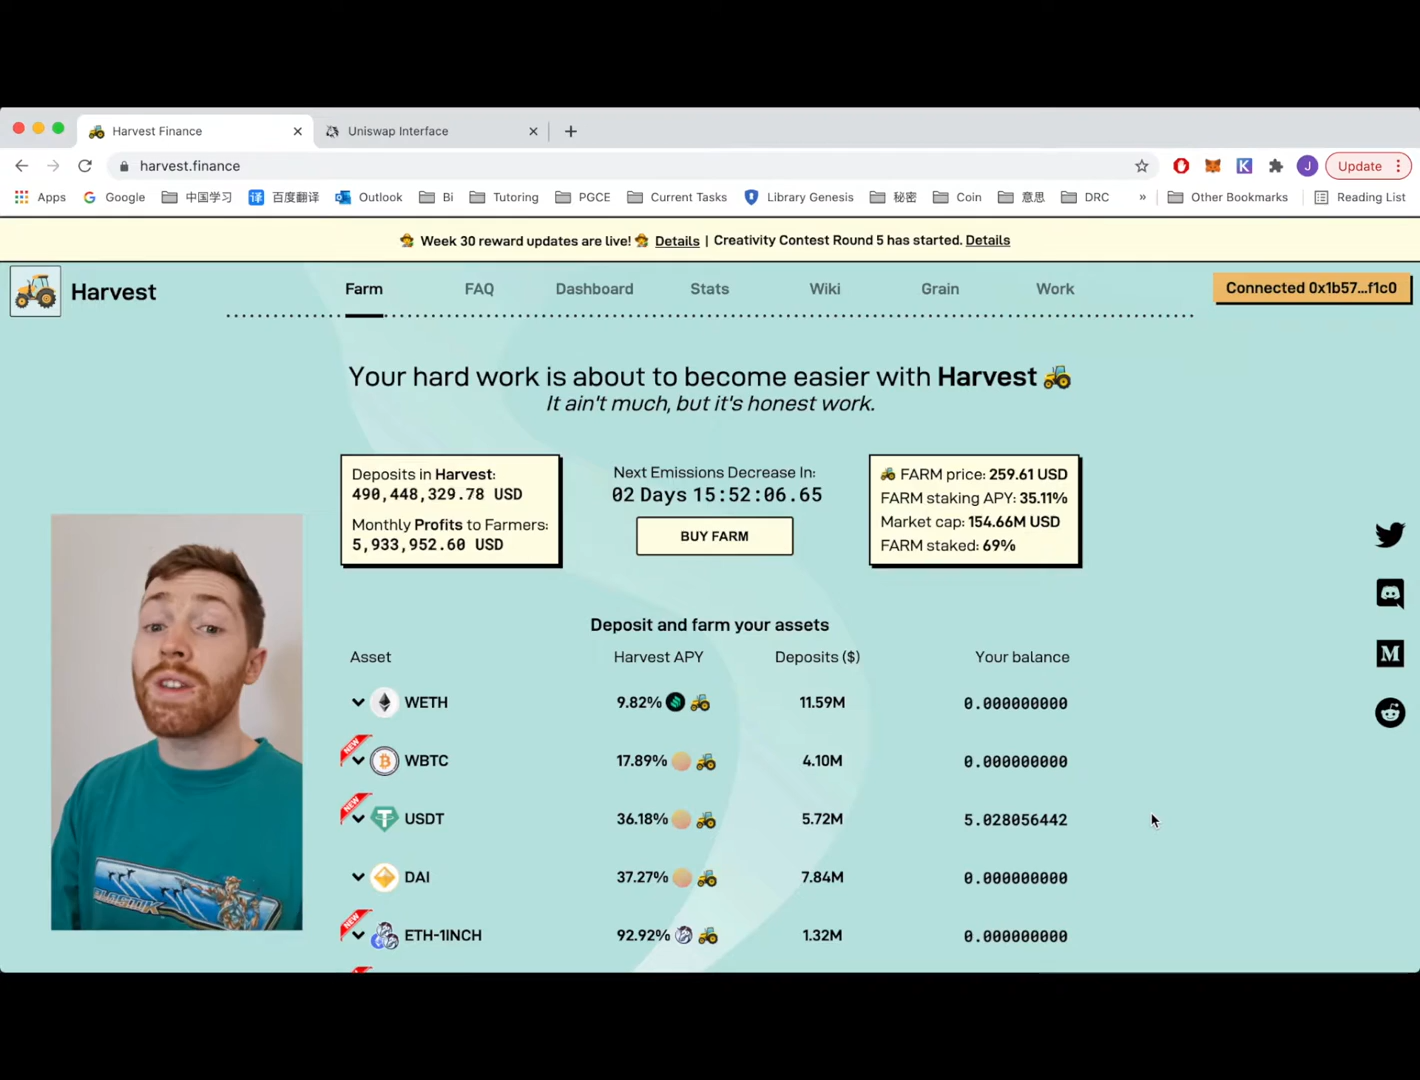 Harvest Finance
Uniswap Interface
harvest.finance
Update
Apps
Google
中国学习
百度翻译
Outlook
Bi
Tutoring
PGCE
Current Tasks
Library Genesis
秘密
Coin
意思
DRC
»
Other Bookmarks
Reading List
Week 30 reward updates are live! Details | Creativity Contest Round 5 has started. Details
Harvest
Farm
FAQ
Dashboard
Stats
Wiki
Grain
Work
Connected 0x1b57...f1c0
Your hard work is about to become easier with Harvest
It ain't much, but it's honest work.
Deposits in Harvest:
490,448,329.78 USD
Monthly Profits to Farmers:
5,933,952.60 USD
Next Emissions Decrease In:
02 Days 15:52:06.65
BUY FARM
FARM price: 259.61 USD
FARM staking APY: 35.11%
Market cap: 154.66M USD
FARM staked: 69%
Deposit and farm your assets
Asset Harvest APY Deposits ($) Your balance
WETH 9.82% 11.59M 0.000000000
NEW
WBTC 17.89% 4.10M 0.000000000
NEW
USDT 36.18% 5.72M 5.028056442
DAI 37.27% 7.84M 0.000000000
NEW
ETH-1INCH 92.92% 1.32M 0.000000000